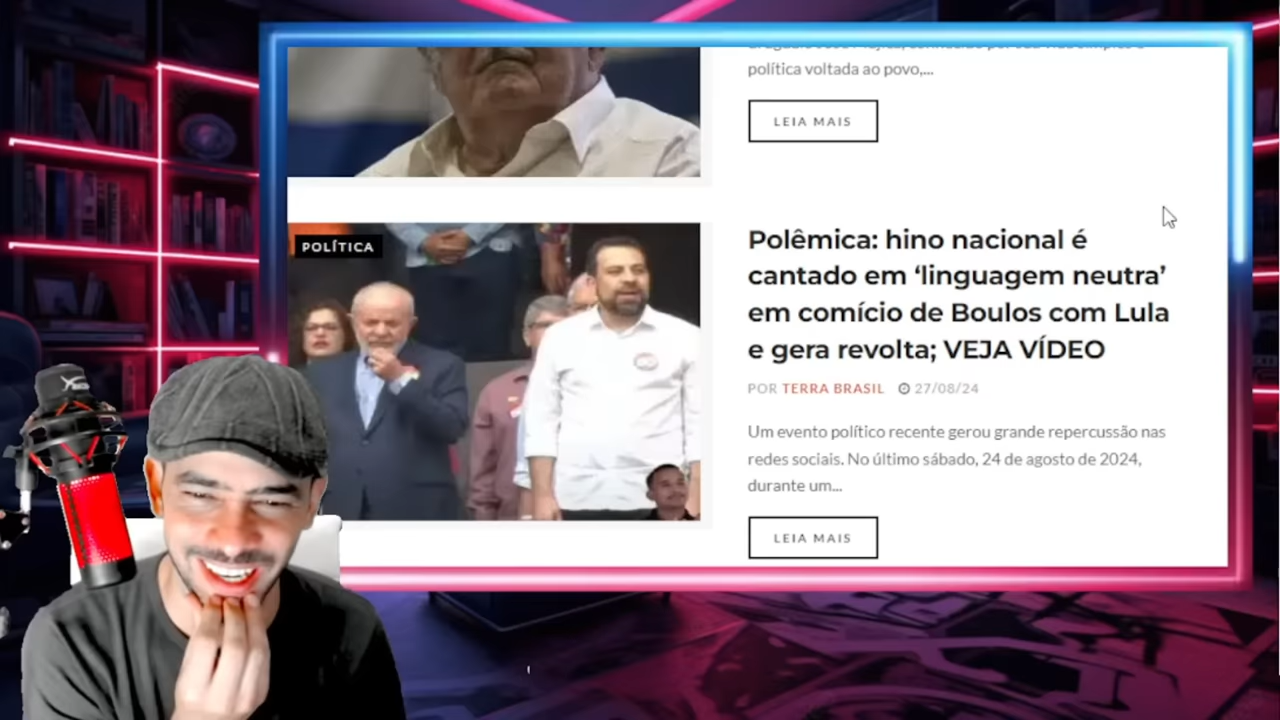 política voltada ao povo,...
LEIA MAIS
POLÍTICA
Polêmica: hino nacional é
cantado em ‘linguagem neutra’
em comício de Boulos com Lula
e gera revolta; VEJA VÍDEO
POR TERRA BRASIL 27/08/24
Um evento político recente gerou grande repercussão nas
redes sociais. No último sábado, 24 de agosto de 2024,
durante um...
LEIA MAIS